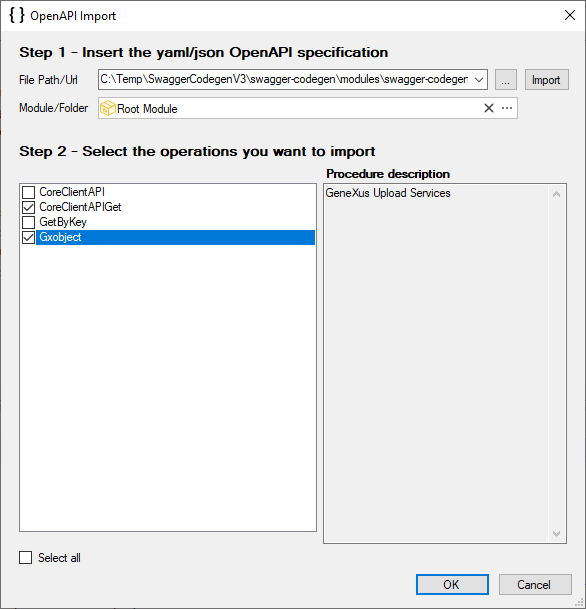 { } OpenAPI Import
Step 1 - Insert the yaml/json OpenAPI specification
File Path/Url C:\Temp\SwaggerCodegenV3\swagger-codegen\modules\swagger-codegen ... Import
Module/Folder Root Module ...
Step 2 - Select the operations you want to import
Procedure description
CoreClientAPI
CoreClientAPIGet
GetByKey
Gxobject
GeneXus Upload Services
Select all
OK Cancel